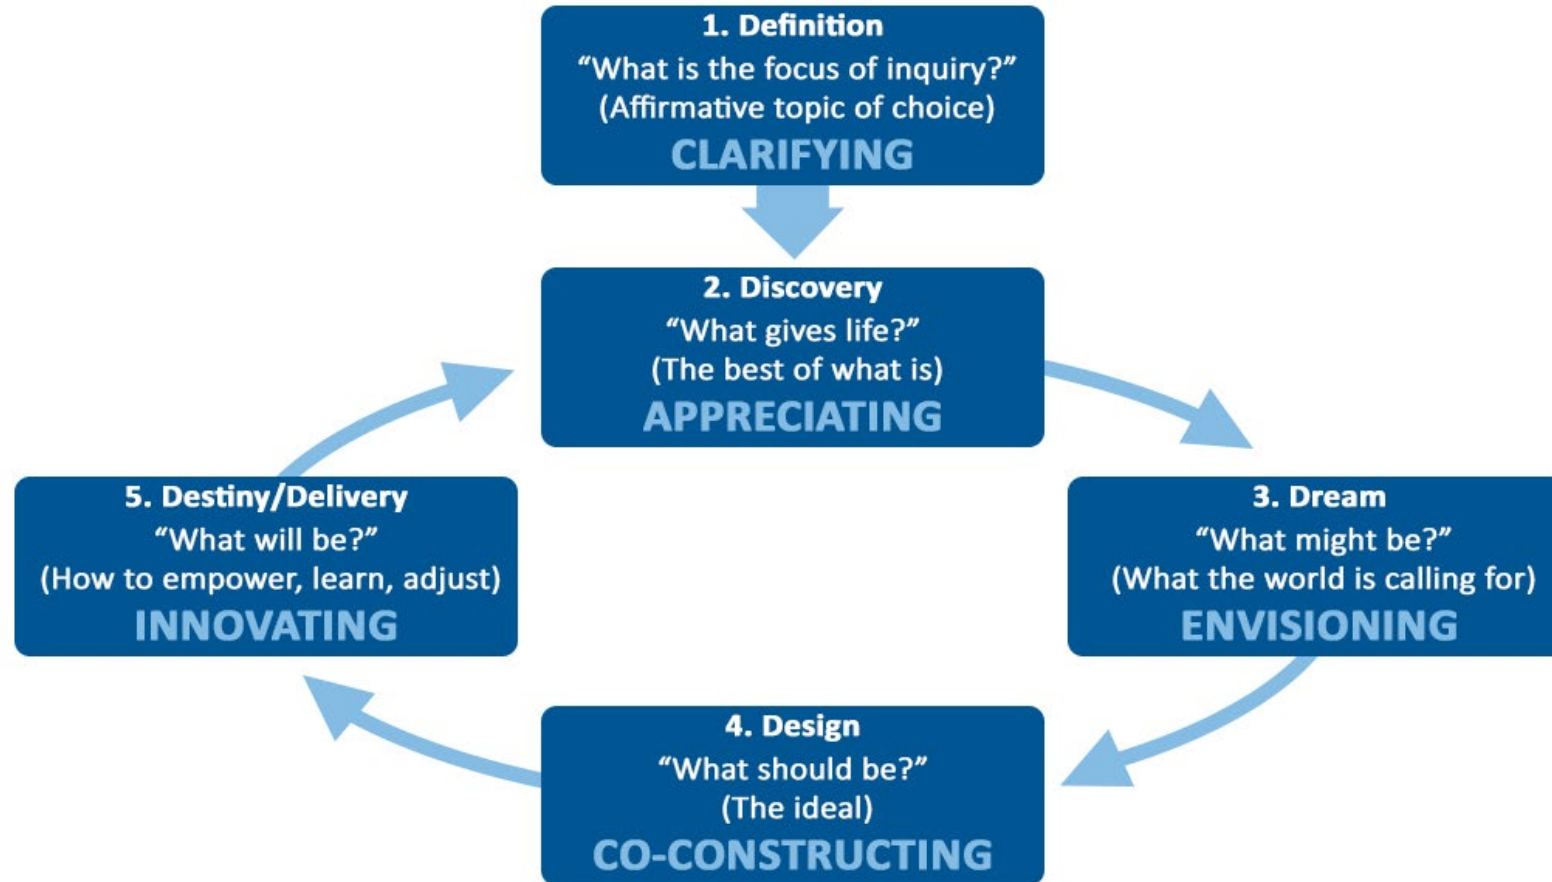 1. Definition
“What is the focus of inquiry?”
(Affirmative topic of choice)
CLARIFYING
2. Discovery
“What gives life?”
(The best of what is)
APPRECIATING
3. Dream
“What might be?”
(What the world is calling for)
ENVISIONING
4. Design
“What should be?”
(The ideal)
CO-CONSTRUCTING
5. Destiny/Delivery
“What will be?”
(How to empower, learn, adjust)
INNOVATING